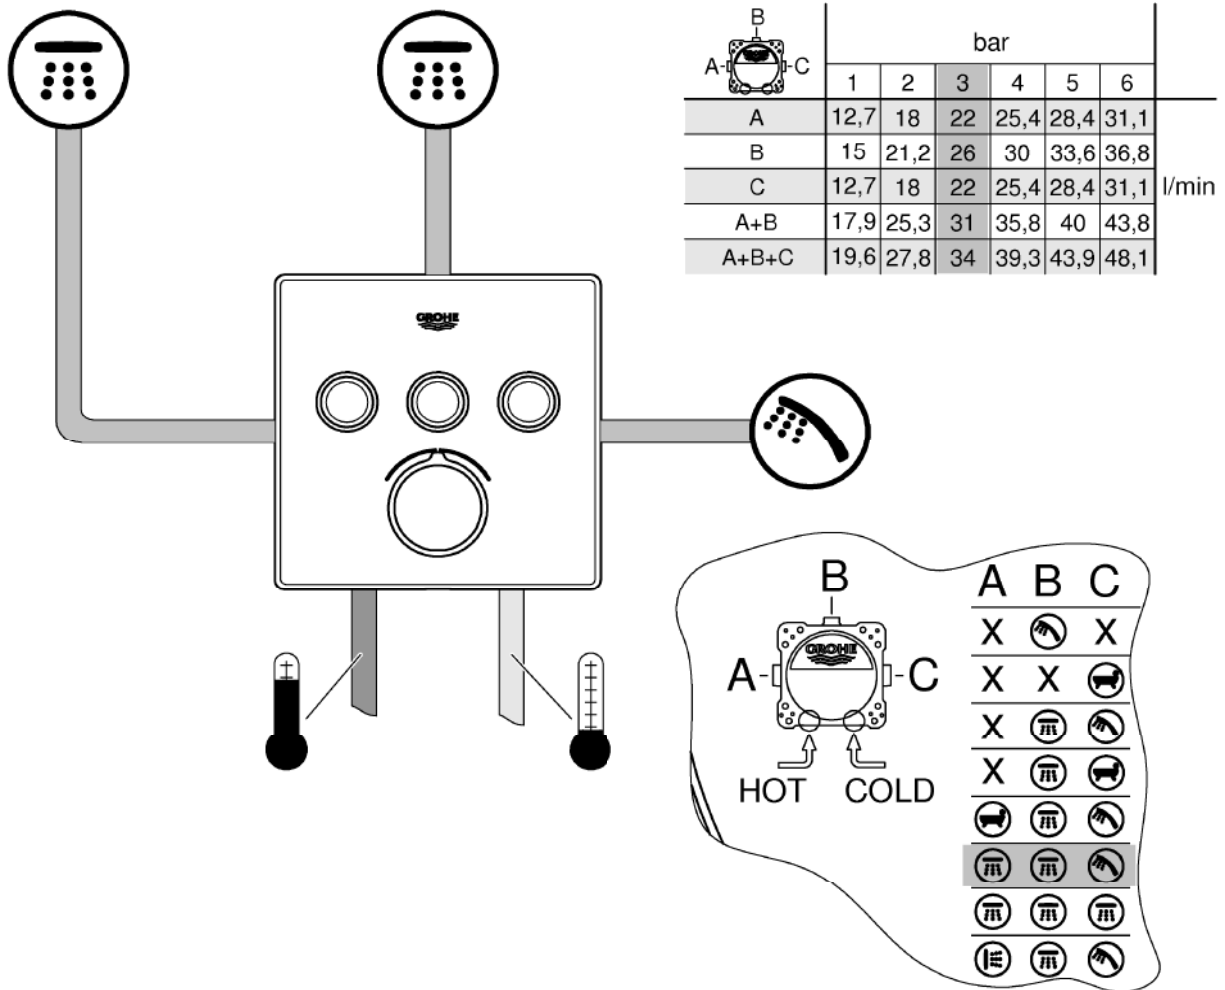 B
A C
bar
1 2 3 4 5 6
A 12,7 18 22 25,4 28,4 31,1
B 15 21,2 26 30 33,6 36,8
C 12,7 18 22 25,4 28,4 31,1 l/min
A+B 17,9 25,3 31 35,8 40 43,8
A+B+C 19,6 27,8 34 39,3 43,9 48,1
GROHE
B
GROHE
A C
HOT COLD
A B C
X X
X X
X
X